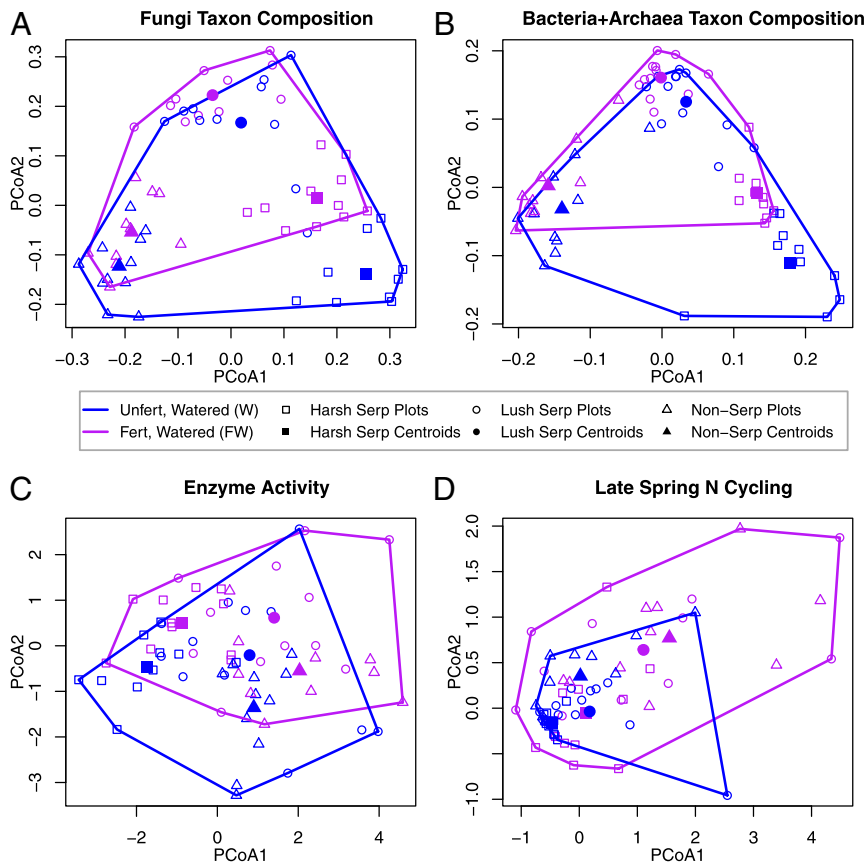 A
Fungi Taxon Composition
PCoA2
0.3
0.2
0.1
0.0
−0.1
−0.2
−0.3 −0.1 0.0 0.1 0.2 0.3
PCoA1
B
Bacteria+Archaea Taxon Composition
PCoA2
0.2
0.1
0.0
−0.1
−0.2
−0.2 −0.1 0.0 0.1 0.2
PCoA1
Unfert, Watered (W) Harsh Serp Plots Lush Serp Plots Non−Serp Plots
Fert, Watered (FW) Harsh Serp Centroids Lush Serp Centroids Non−Serp Centroids
C
Enzyme Activity
PCoA2
2
1
0
−1
−2
−3
−2 0 2 4
PCoA1
D
Late Spring N Cycling
PCoA2
2.0
1.5
1.0
0.5
0.0
−1.0
−1 0 1 2 3 4
PCoA1